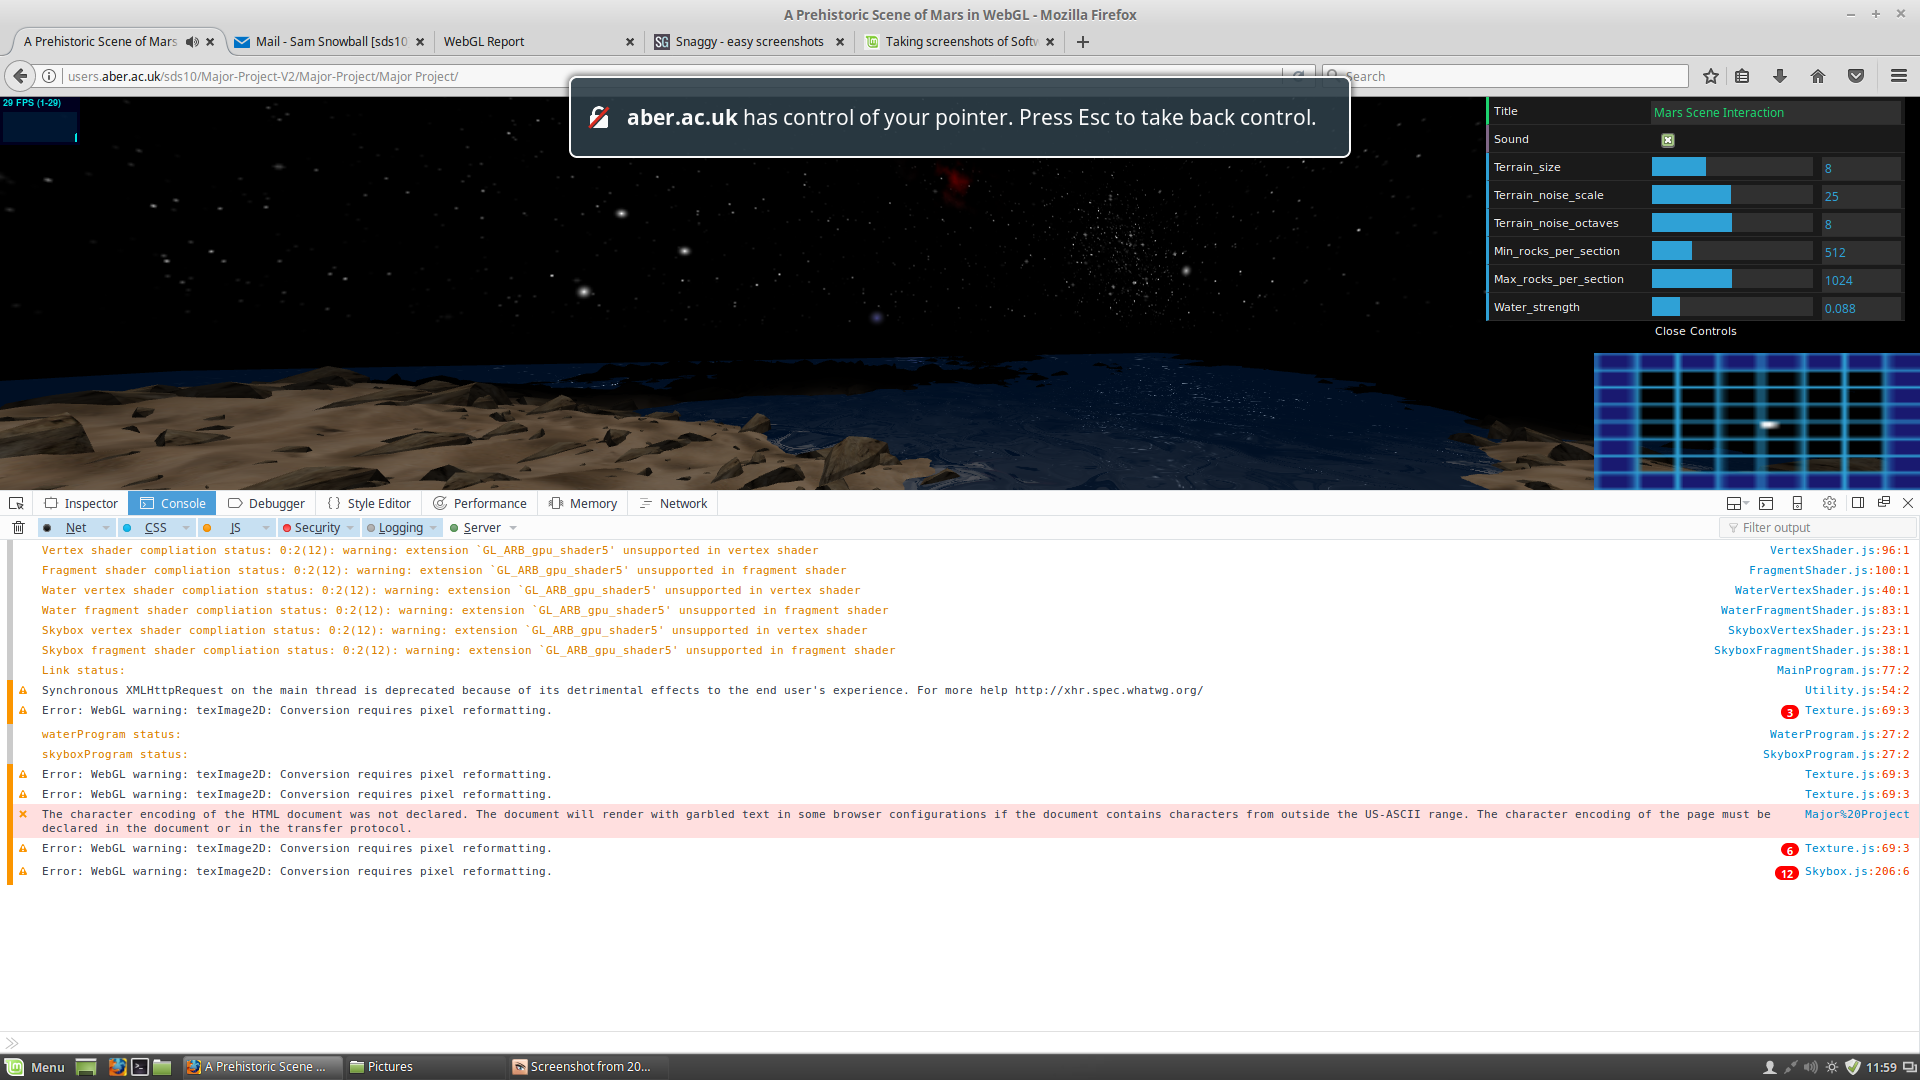 A Prehistoric Scene of Mars in WebGL - Mozilla Firefox
A Prehistoric Scene of Mars
Mail - Sam Snowball [sds10
WebGL Report
SG Snaggy - easy screenshots
Taking screenshots of Softw
users.aber.ac.uk/sds10/Major-Project-V2/Major-Project/Major Project/
Search
29 FPS (1-29)
aber.ac.uk has control of your pointer. Press Esc to take back control.
Title Mars Scene Interaction
Sound
Terrain_size 8
Terrain_noise_scale 25
Terrain_noise_octaves 8
Min_rocks_per_section 512
Max_rocks_per_section 1024
Water_strength 0.088
Close Controls
Inspector Console Debugger Style Editor Performance Memory Network
Net CSS JS Security Logging Server Filter output
Vertex shader compliation status: 0:2(12): warning: extension `GL_ARB_gpu_shader5' unsupported in vertex shader VertexShader.js:96:1
Fragment shader compliation status: 0:2(12): warning: extension `GL_ARB_gpu_shader5' unsupported in fragment shader FragmentShader.js:100:1
Water vertex shader compliation status: 0:2(12): warning: extension `GL_ARB_gpu_shader5' unsupported in vertex shader WaterVertexShader.js:40:1
Water fragment shader compliation status: 0:2(12): warning: extension `GL_ARB_gpu_shader5' unsupported in fragment shader WaterFragmentShader.js:83:1
Skybox vertex shader compliation status: 0:2(12): warning: extension `GL_ARB_gpu_shader5' unsupported in vertex shader SkyboxVertexShader.js:23:1
Skybox fragment shader compliation status: 0:2(12): warning: extension `GL_ARB_gpu_shader5' unsupported in fragment shader SkyboxFragmentShader.js:38:1
Link status: MainProgram.js:77:2
Synchronous XMLHttpRequest on the main thread is deprecated because of its detrimental effects to the end user's experience. For more help http://xhr.spec.whatwg.org/ Utility.js:54:2
Error: WebGL warning: texImage2D: Conversion requires pixel reformatting. 3 Texture.js:69:3
waterProgram status: WaterProgram.js:27:2
skyboxProgram status: SkyboxProgram.js:27:2
Error: WebGL warning: texImage2D: Conversion requires pixel reformatting. Texture.js:69:3
Error: WebGL warning: texImage2D: Conversion requires pixel reformatting. Texture.js:69:3
The character encoding of the HTML document was not declared. The document will render with garbled text in some browser configurations if the document contains characters from outside the US-ASCII range. The character encoding of the page must be Major%20Project
declared in the document or in the transfer protocol.
Error: WebGL warning: texImage2D: Conversion requires pixel reformatting. 6 Texture.js:69:3
Error: WebGL warning: texImage2D: Conversion requires pixel reformatting. 12 Skybox.js:206:6
Menu A Prehistoric Scene ... Pictures Screenshot from 20... 11:59